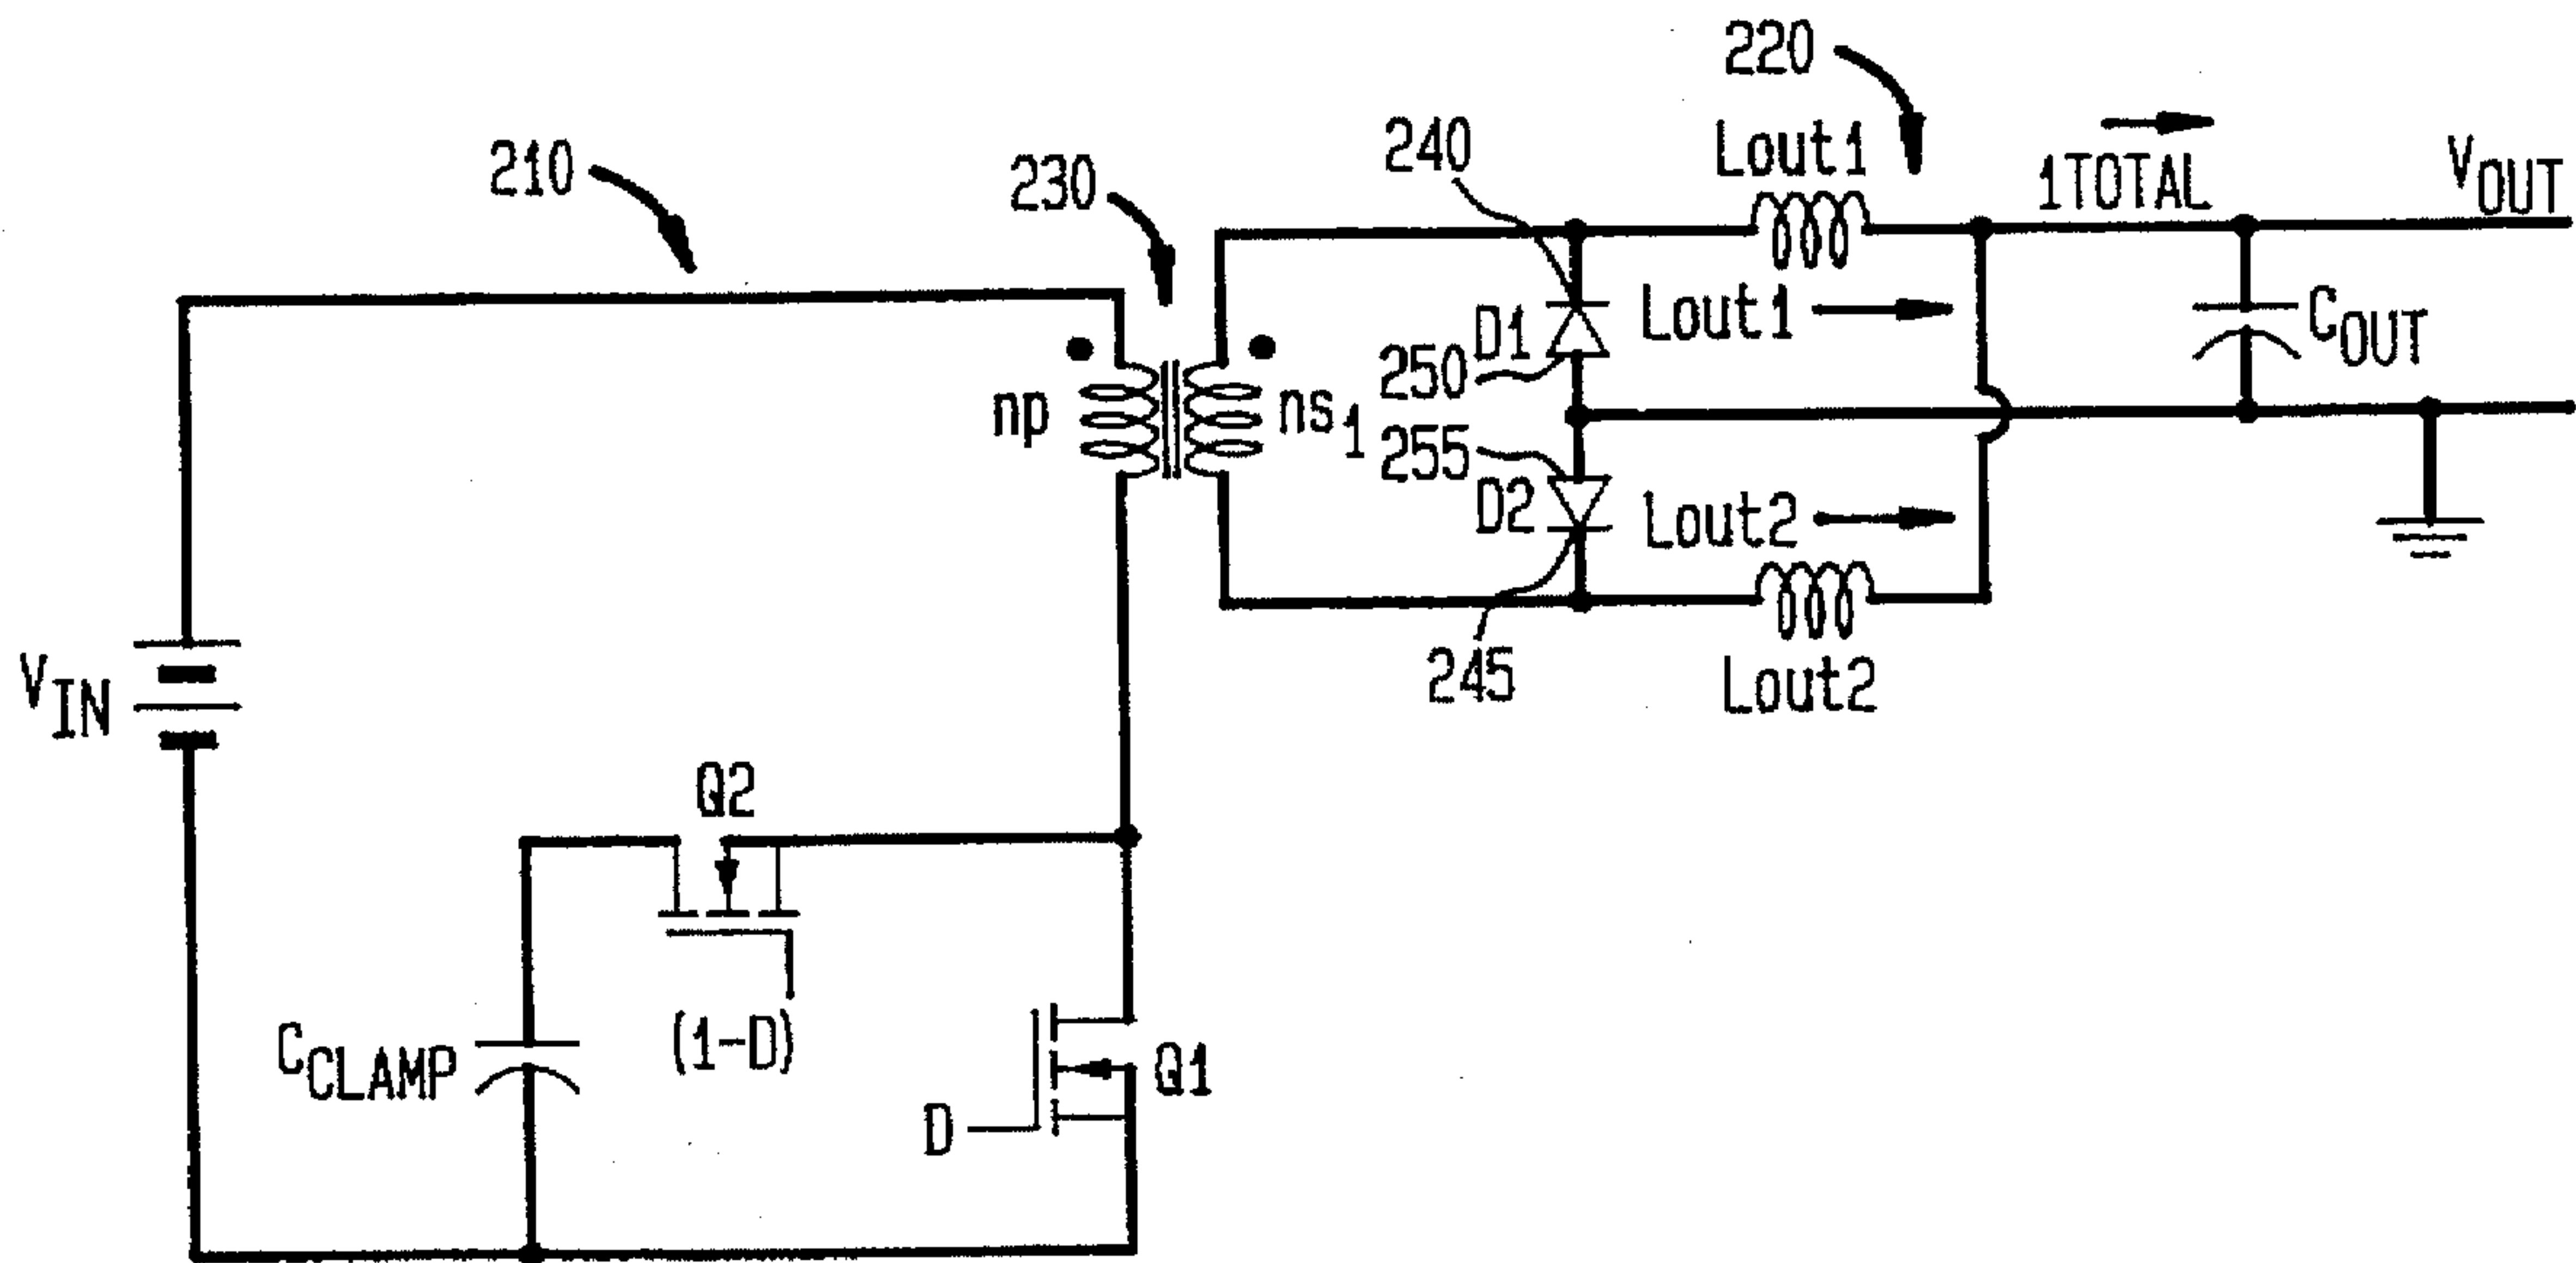 220
210
230
240
Lout1
1TOTAL
VOUT
D1
Lout1
COUT
250
np
ns1
255
D2
Lout2
245
Lout2
VIN
Q2
CCLAMP
(1-D)
Q1
D